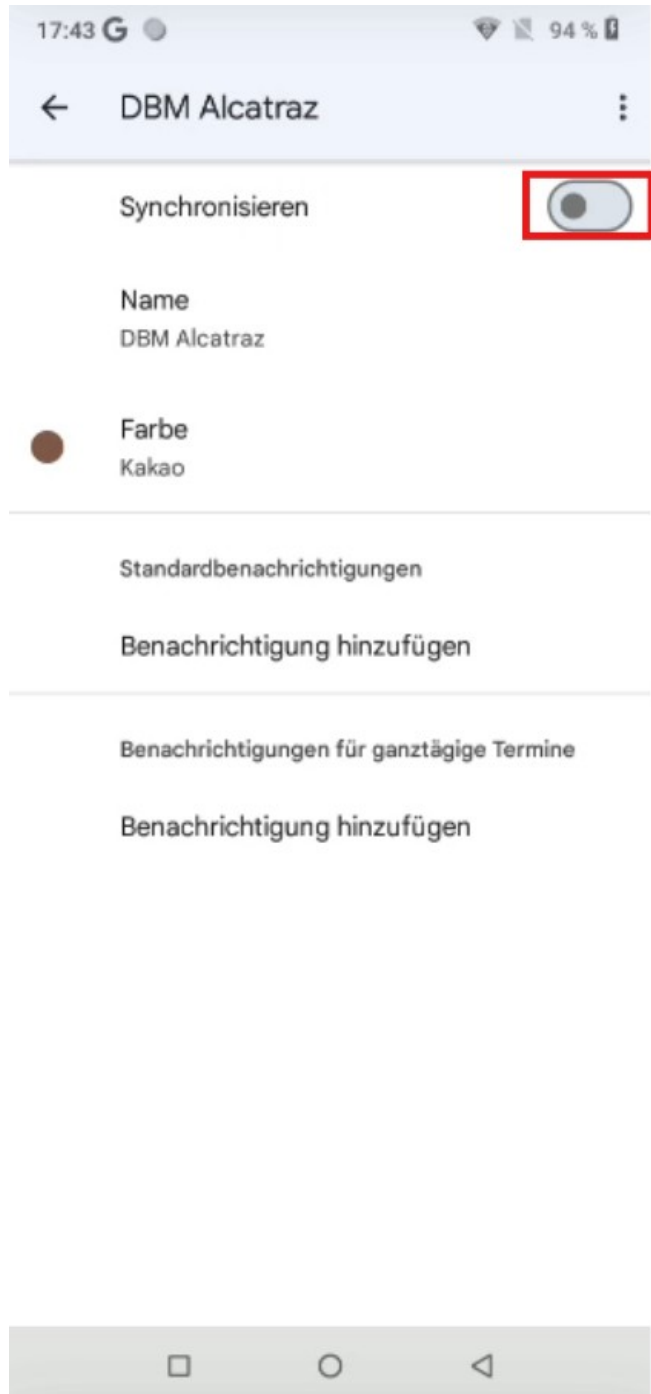 17:43 G 94 %
DBM Alcatraz
Synchronisieren
Name
DBM Alcatraz
Farbe
Kakao
Standardbenachrichtigungen
Benachrichtigung hinzufügen
Benachrichtigungen für ganztägige Termine
Benachrichtigung hinzufügen